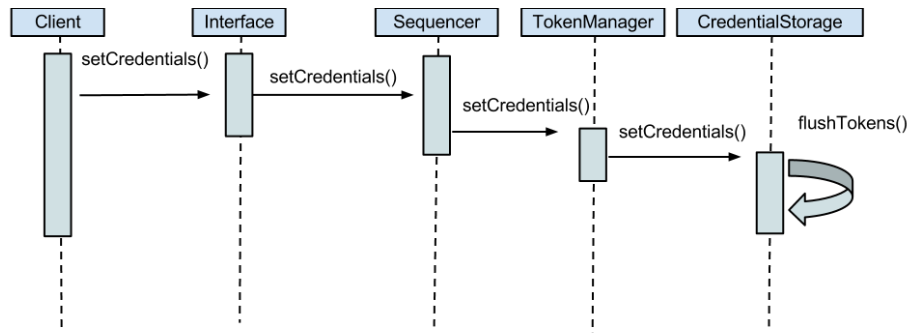 Client
Interface
Sequencer
TokenManager
CredentialStorage
setCredentials()
setCredentials()
setCredentials()
setCredentials()
flushTokens()